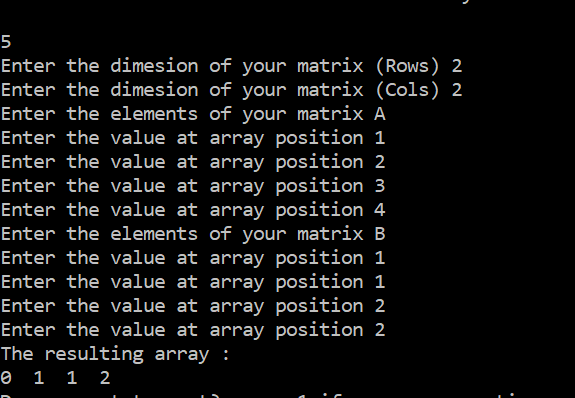 5
Enter the dimesion of your matrix (Rows) 2
Enter the dimesion of your matrix (Cols) 2
Enter the elements of your matrix A
Enter the value at array position 1
Enter the value at array position 2
Enter the value at array position 3
Enter the value at array position 4
Enter the elements of your matrix B
Enter the value at array position 1
Enter the value at array position 1
Enter the value at array position 2
Enter the value at array position 2
The resulting array :
0 1 1 2